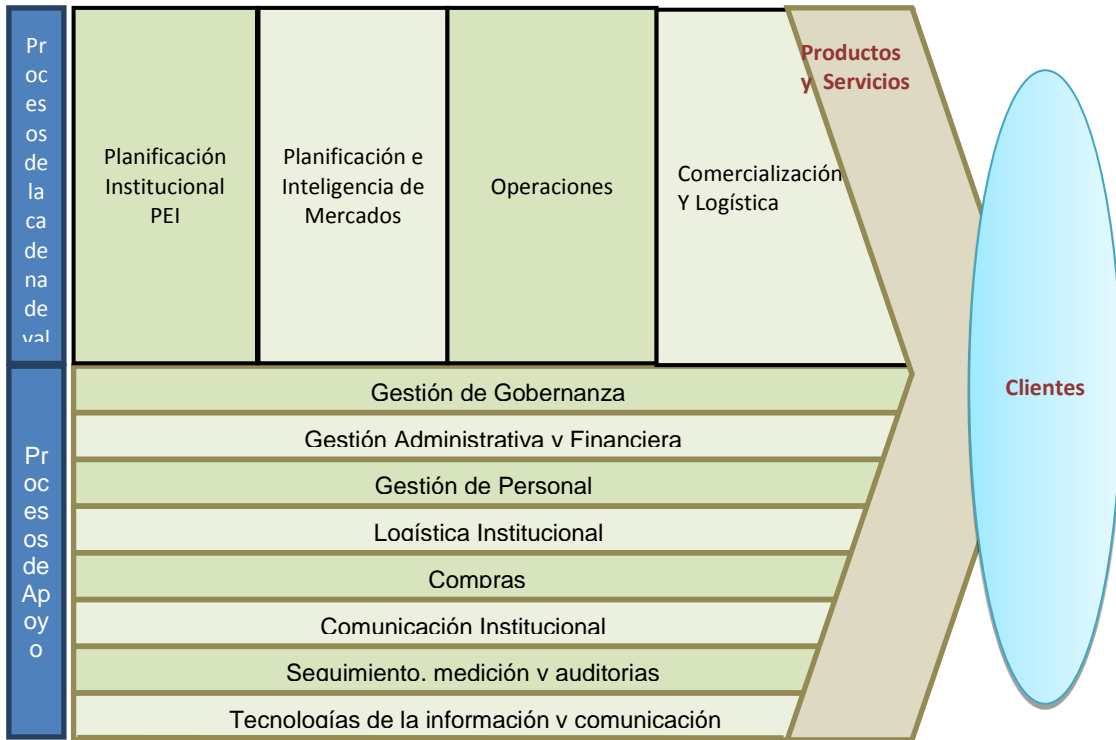 Pr
oc
es
os
de
la
ca
de
na
de
val
Planificación
Institucional
PEI
Planificación e
Inteligencia de
Mercados
Operaciones
Comercialización
Y Logística
Productos
y Servicios
Clientes
Pr
oc
es
os
de
Ap
oy
o
Gestión de Gobernanza
Gestión Administrativa y Financiera
Gestión de Personal
Logística Institucional
Compras
Comunicación Institucional
Seguimiento, medición y auditorias
Tecnologías de la información y comunicación